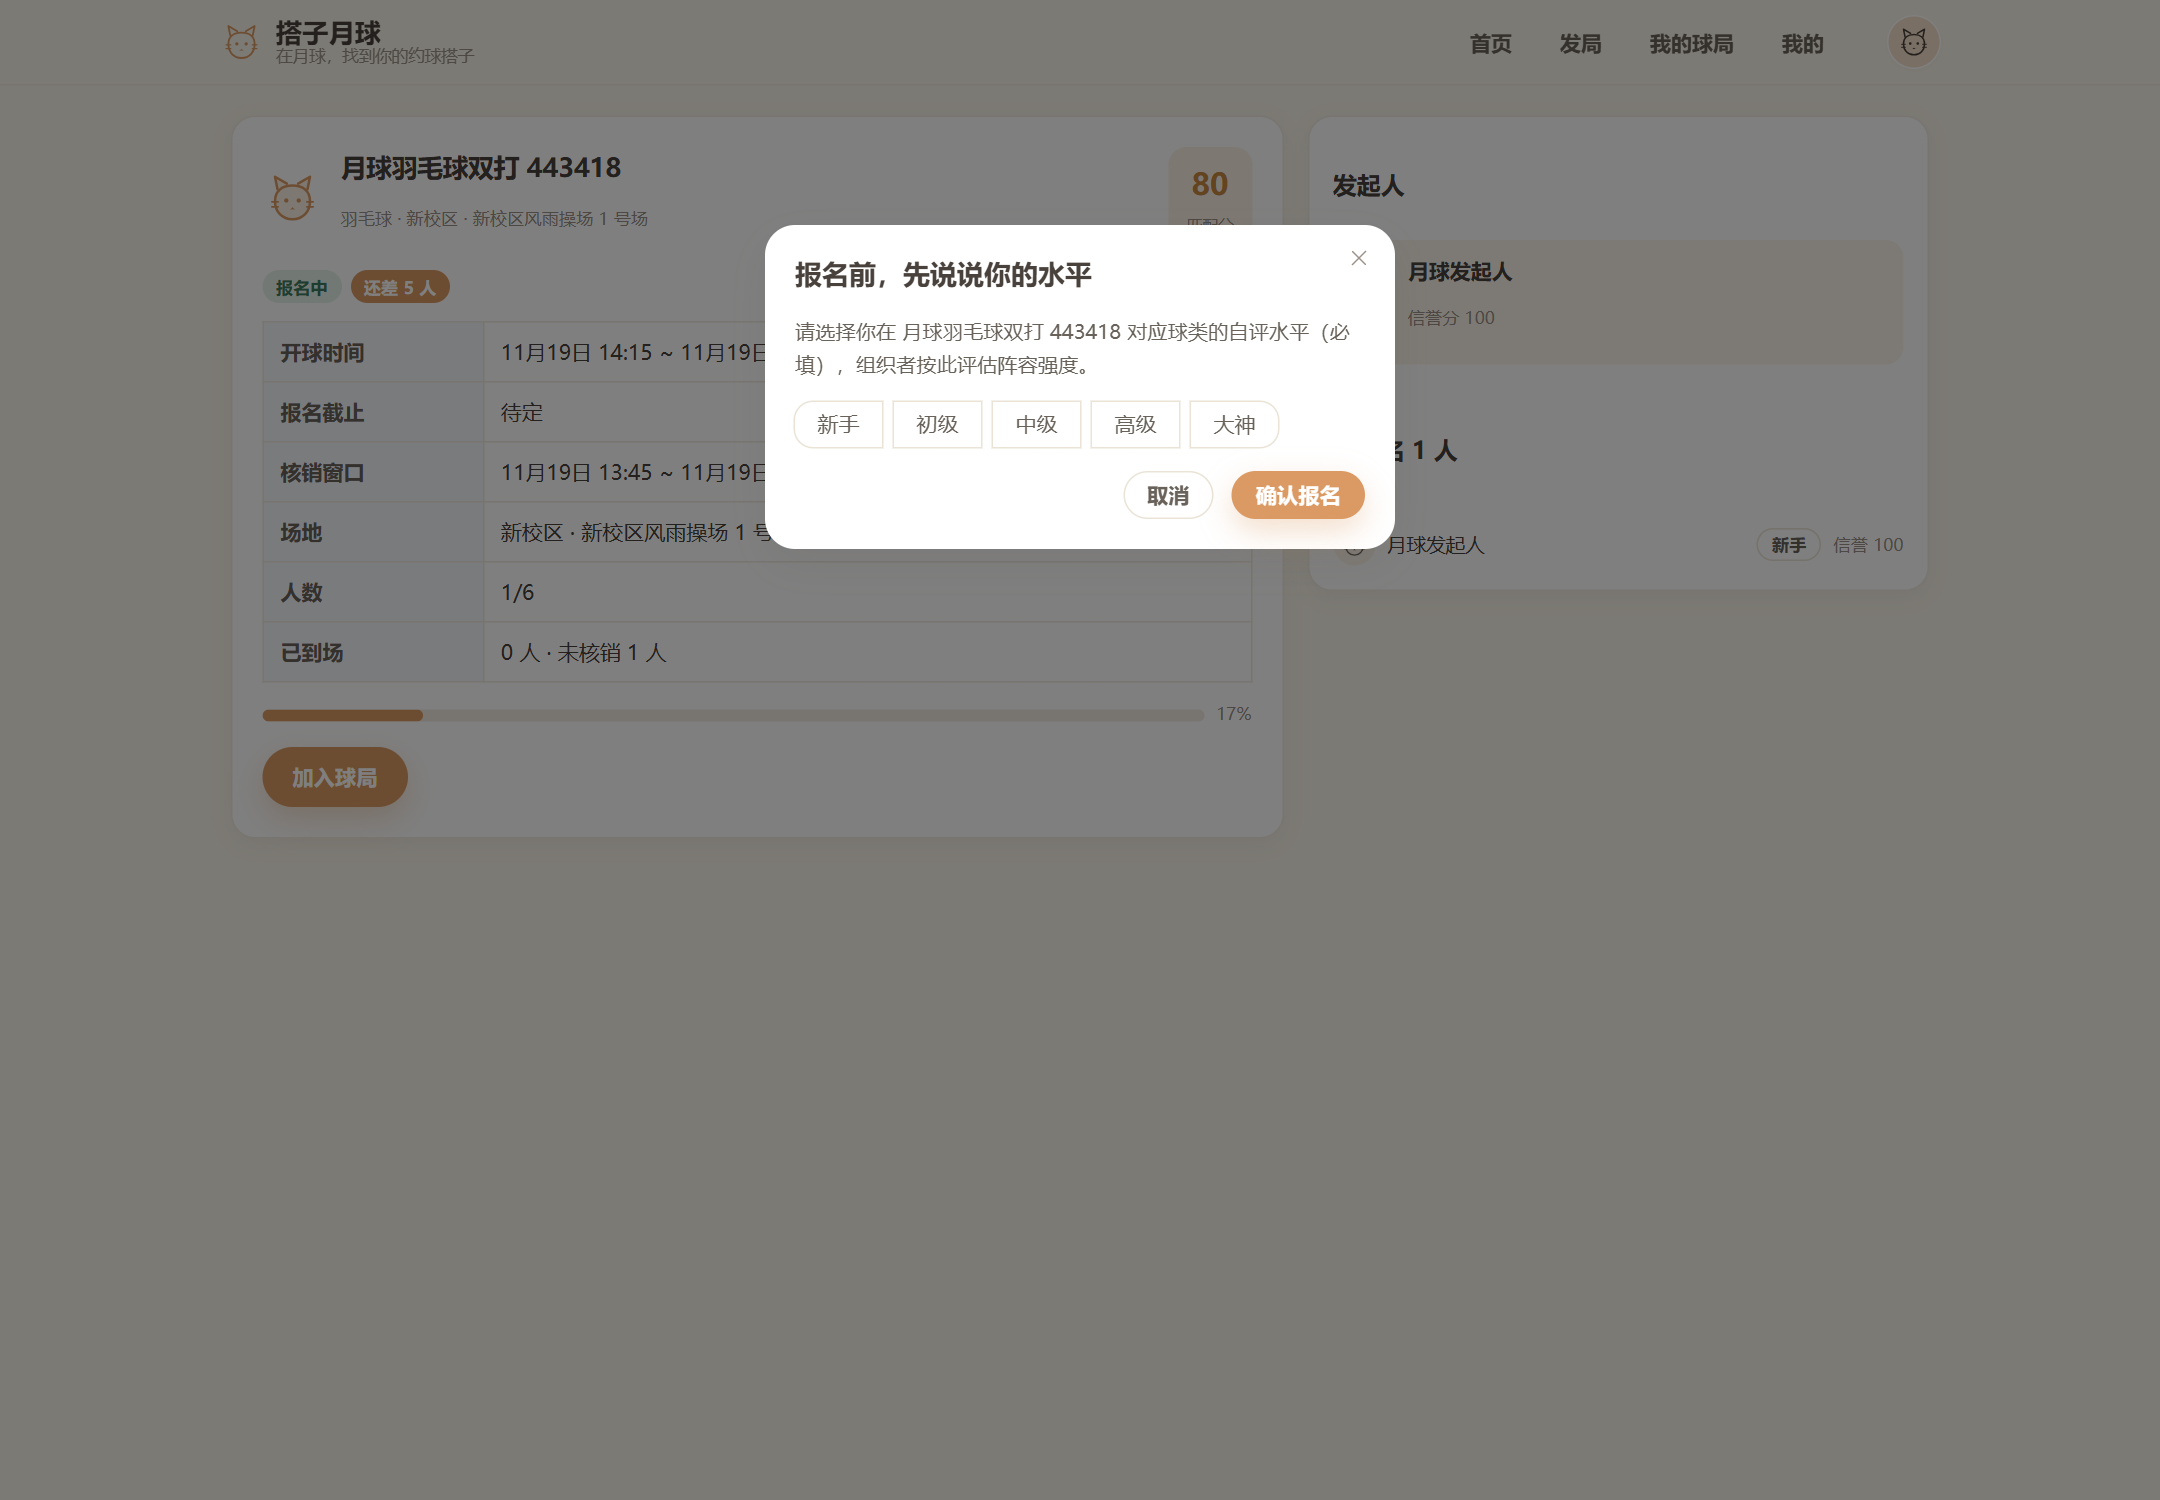 搭子月球
在月球，找到你的约球搭子
首页
发局
我的球局
我的
月球羽毛球双打 443418
羽毛球 · 新校区 · 新校区风雨操场 1 号场
80
报名中
还差 5 人
开球时间
11月19日 14:15 ~ 11月19日
报名截止
待定
核销窗口
11月19日 13:45 ~ 11月19日
场地
新校区 · 新校区风雨操场 1 号
人数
1/6
已到场
0 人 · 未核销 1 人
17%
加入球局
报名前，先说说你的水平
请选择你在 月球羽毛球双打 443418 对应球类的自评水平（必
填），组织者按此评估阵容强度。
新手
初级
中级
高级
大神
取消
确认报名
发起人
月球发起人
信誉分 100
名 1 人
月球发起人
新手
信誉 100